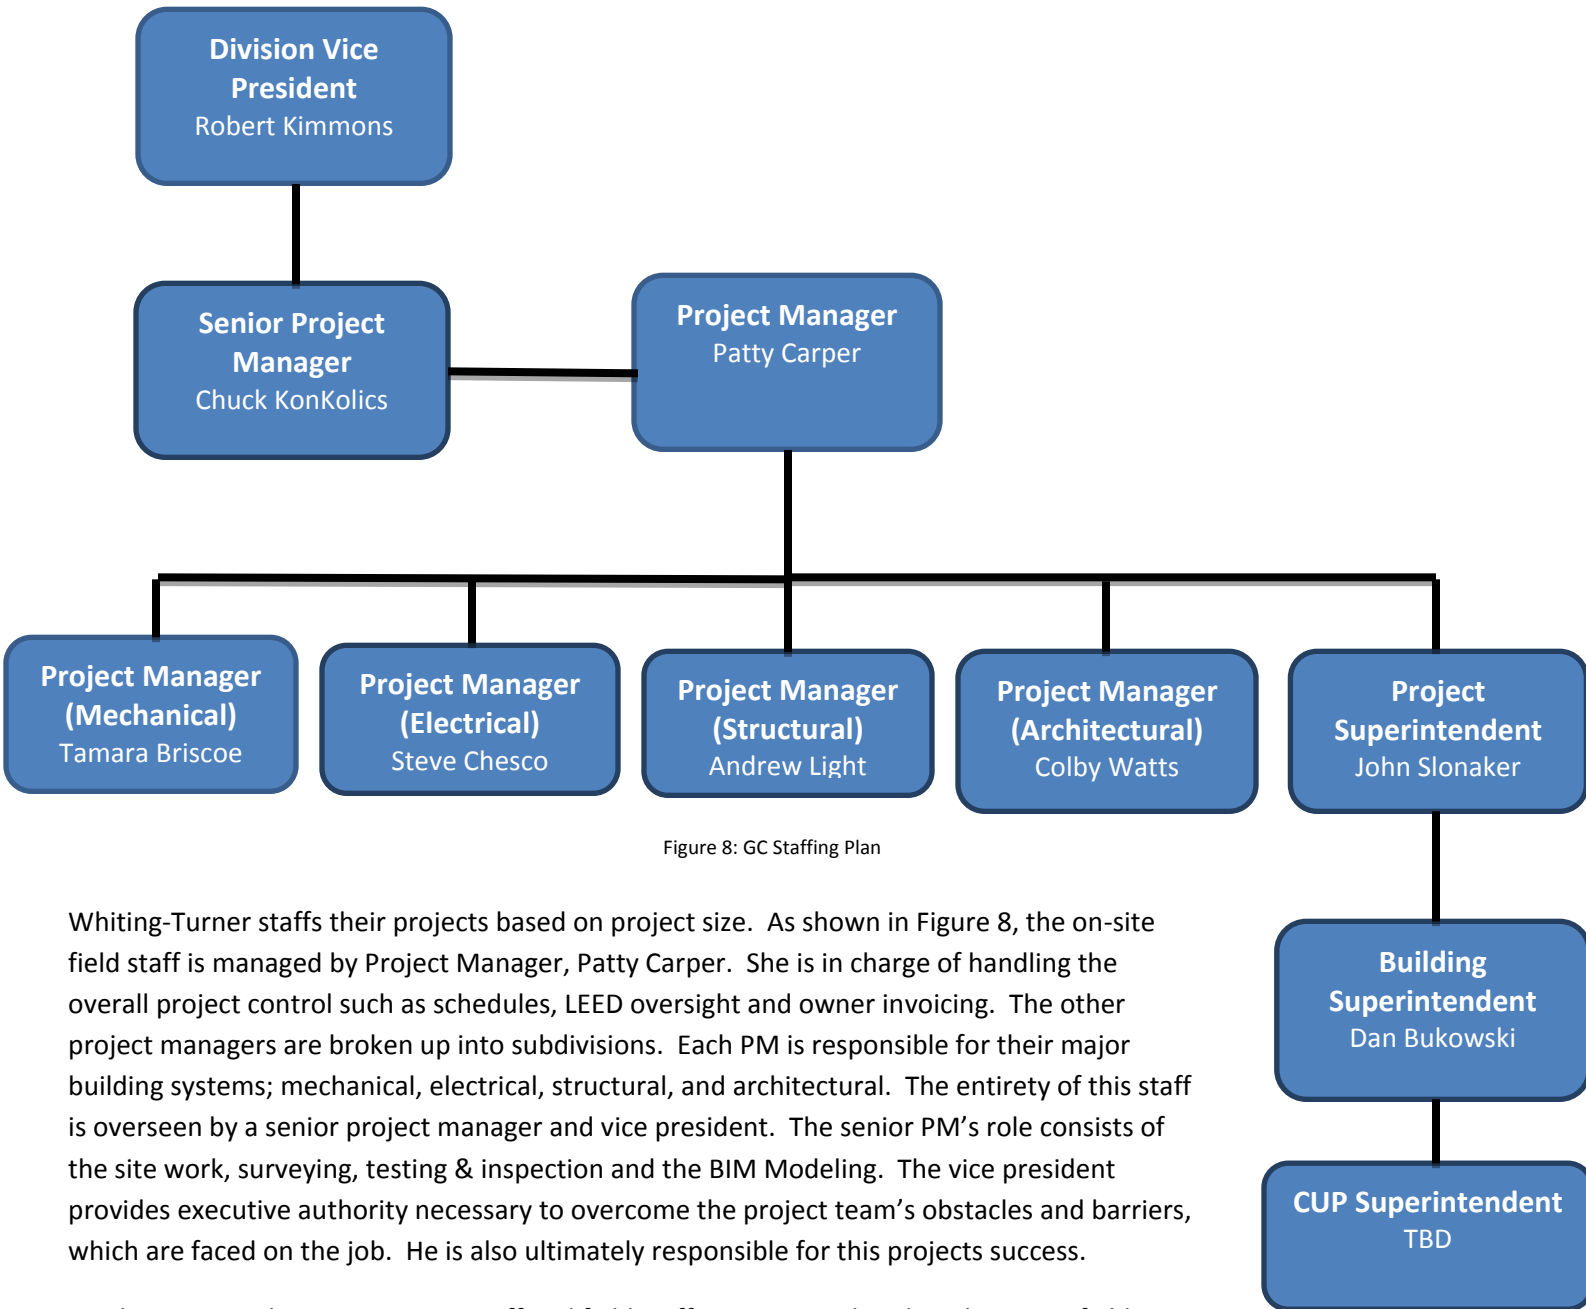 Division Vice
President
Robert Kimmons
Senior Project
Manager
Chuck KonKolics
Project Manager
Patty Carper
Project Manager
(Mechanical)
Tamara Briscoe
Project Manager
(Electrical)
Steve Chesco
Project Manager
(Structural)
Andrew Light
Project Manager
(Architectural)
Colby Watts
Project
Superintendent
John Slonaker
Building
Superintendent
Dan Bukowski
CUP Superintendent
TBD
Figure 8: GC Staffing Plan
Whiting-Turner staffs their projects based on project size.  As shown in Figure 8, the on-site
field staff is managed by Project Manager, Patty Carper.  She is in charge of handling the
overall project control such as schedules, LEED oversight and owner invoicing.  The other
project managers are broken up into subdivisions.  Each PM is responsible for their major
building systems; mechanical, electrical, structural, and architectural.  The entirety of this staff
is overseen by a senior project manager and vice president.  The senior PM's role consists of
the site work, surveying, testing & inspection and the BIM Modeling.  The vice president
provides executive authority necessary to overcome the project team's obstacles and barriers,
which are faced on the job.  He is also ultimately responsible for this projects success.